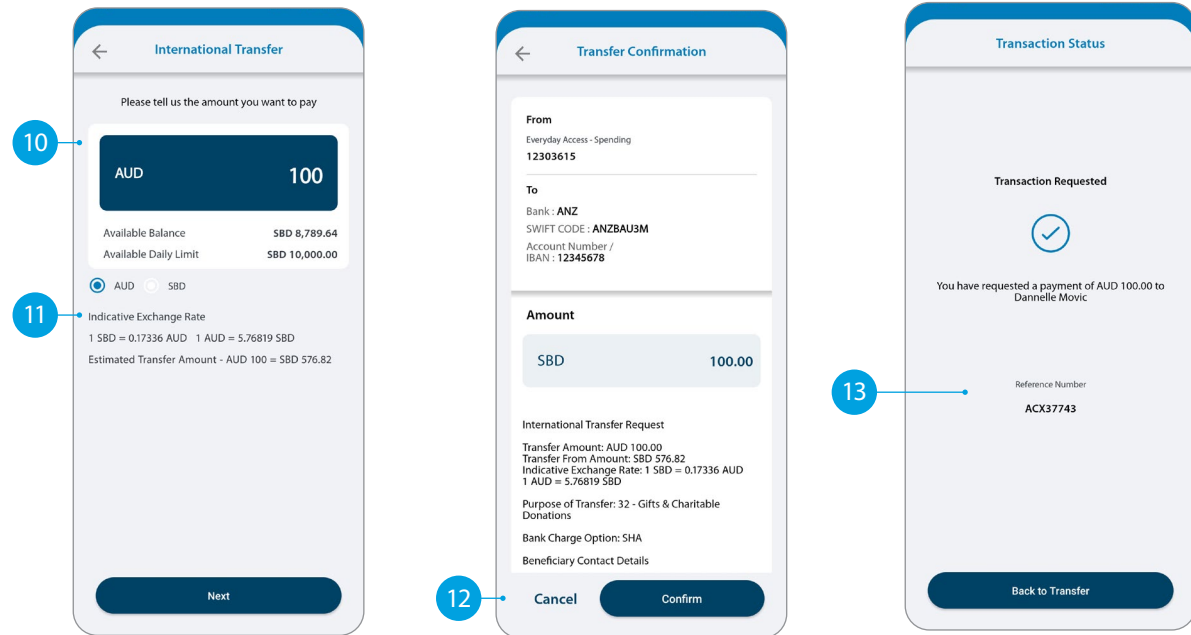 International Transfer
Please tell us the amount you want to pay
10
AUD 100
Available Balance SBD 8,789.64
Available Daily Limit SBD 10,000.00
AUD SBD
11
Indicative Exchange Rate
1 SBD = 0.17336 AUD 1 AUD = 5.76819 SBD
Estimated Transfer Amount - AUD 100 = SBD 576.82
Next
Transfer Confirmation
From
Everyday Access - Spending
12303615
To
Bank : ANZ
SWIFT CODE : ANZBAU3M
Account Number /
IBAN : 12345678
Amount
SBD 100.00
International Transfer Request
Transfer Amount: AUD 100.00
Transfer From Amount: SBD 576.82
Indicative Exchange Rate: 1 SBD = 0.17336 AUD
1 AUD = 5.76819 SBD
Purpose of Transfer: 32 - Gifts & Charitable
Donations
Bank Charge Option: SHA
Beneficiary Contact Details
12
Cancel Confirm
Transaction Status
Transaction Requested
You have requested a payment of AUD 100.00 to
Dannelle Movic
13
Reference Number
ACX37743
Back to Transfer